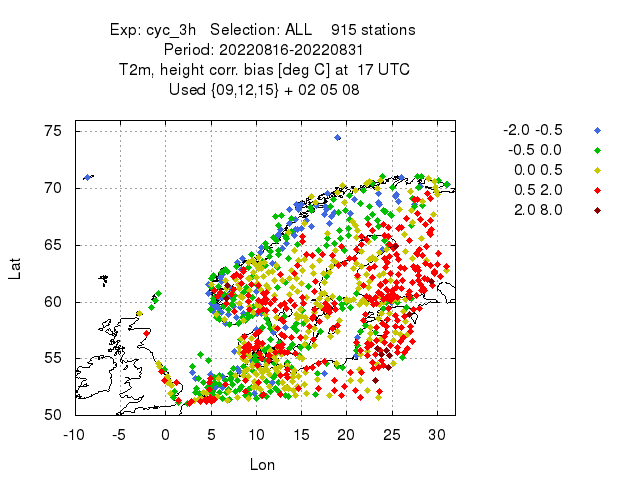 Exp: cyc_3h   Selection: ALL    915 stations
Period: 20220816-20220831
T2m, height corr. bias [deg C] at  17 UTC
Used {09,12,15} + 02 05 08
-2.0 -0.5
-0.5 0.0
0.0 0.5
0.5 2.0
2.0 8.0
75
70
65
60
55
50
Lat
-10 -5 0 5 10 15 20 25 30
Lon